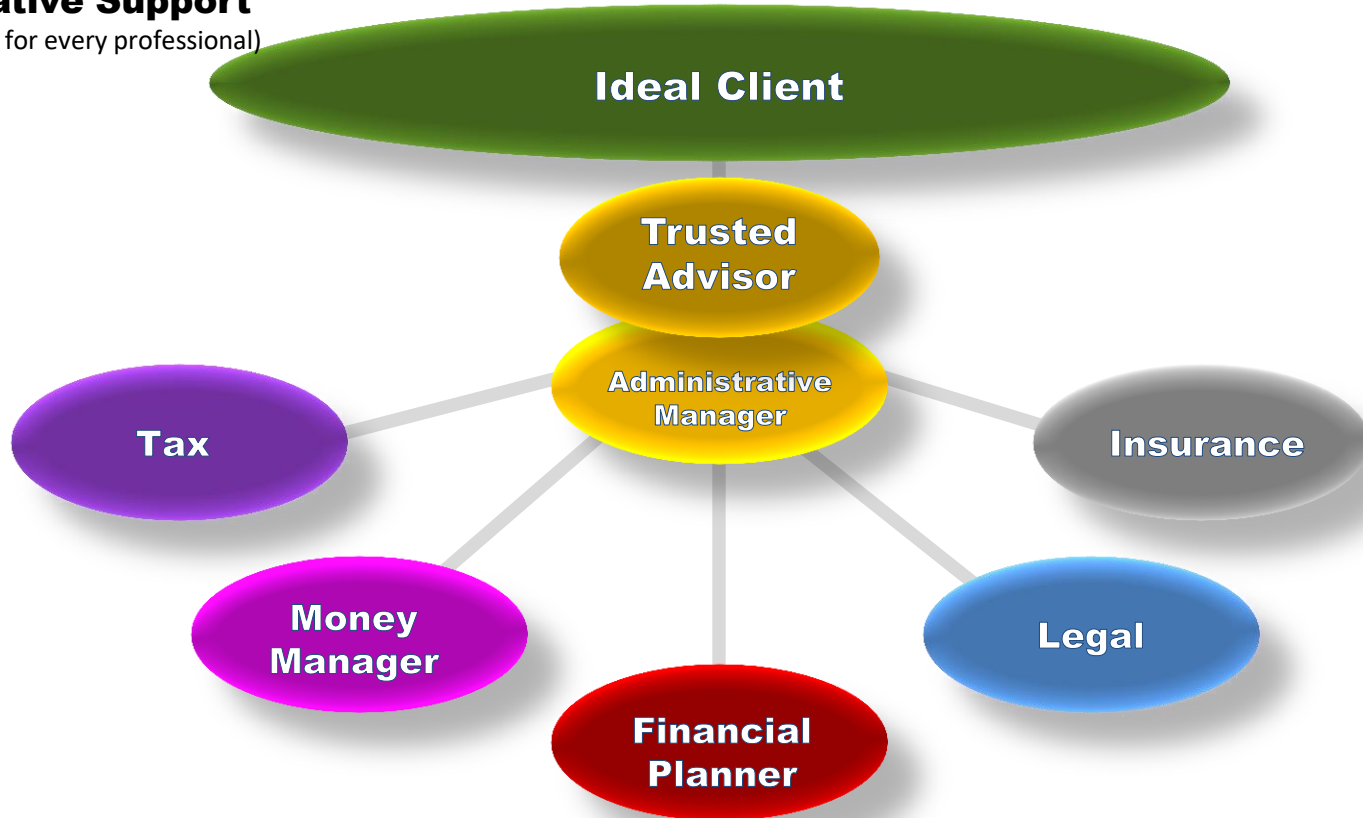 ative Support
for every professional)
Ideal Client
Trusted
Advisor
Administrative
Manager
Tax
Insurance
Money
Manager
Legal
Financial
Planner